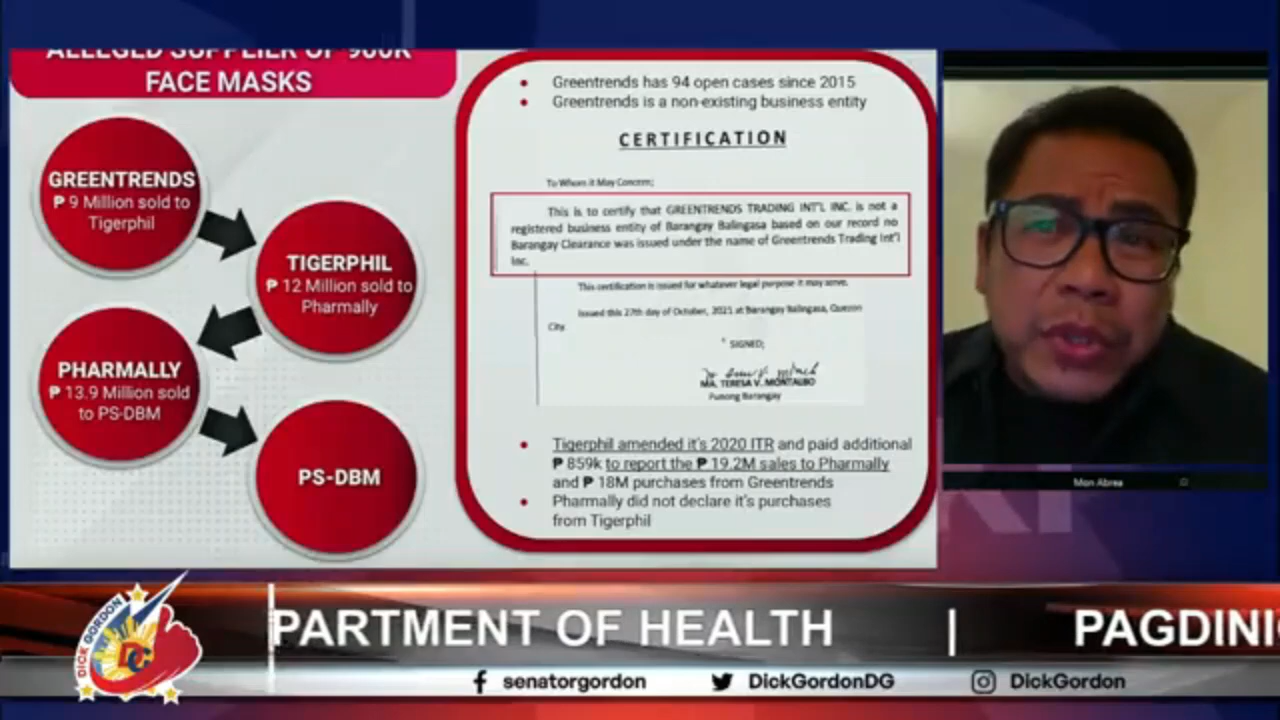 ALLEGED SUPPLIER OF 900K
FACE MASKS
GREENTRENDS
₱ 9 Million sold to
Tigerphil
TIGERPHIL
₱ 12 Million sold to
Pharmally
PHARMALLY
₱ 13.9 Million sold
to PS-DBM
PS-DBM
• Greentrends has 94 open cases since 2015
• Greentrends is a non-existing business entity
CERTIFICATION
To Whom it May Concern;
This is to certify that GREENTRENDS TRADING INT'L INC. is not a
registered business entity of Barangay Balingasa based on our record no
Barangay Clearance was issued under the name of Greentrends Trading Int'l
Inc.
This certification is issued for whatever legal purpose it may serve.
Issued this 27th day of October, 2021 at Barangay Balingasa, Quezon
City.
SIGNED;
MA. TERESA V. MONTALBO
Punong Barangay
• Tigerphil amended it's 2020 ITR and paid additional
₱ 859k to report the ₱ 19.2M sales to Pharmally
and ₱ 18M purchases from Greentrends
• Pharmally did not declare it's purchases
from Tigerphil
Mon Abrea
DICK GORDON
DG
PARTMENT OF HEALTH | PAGDINI
senatorgordon DickGordonDG DickGordon